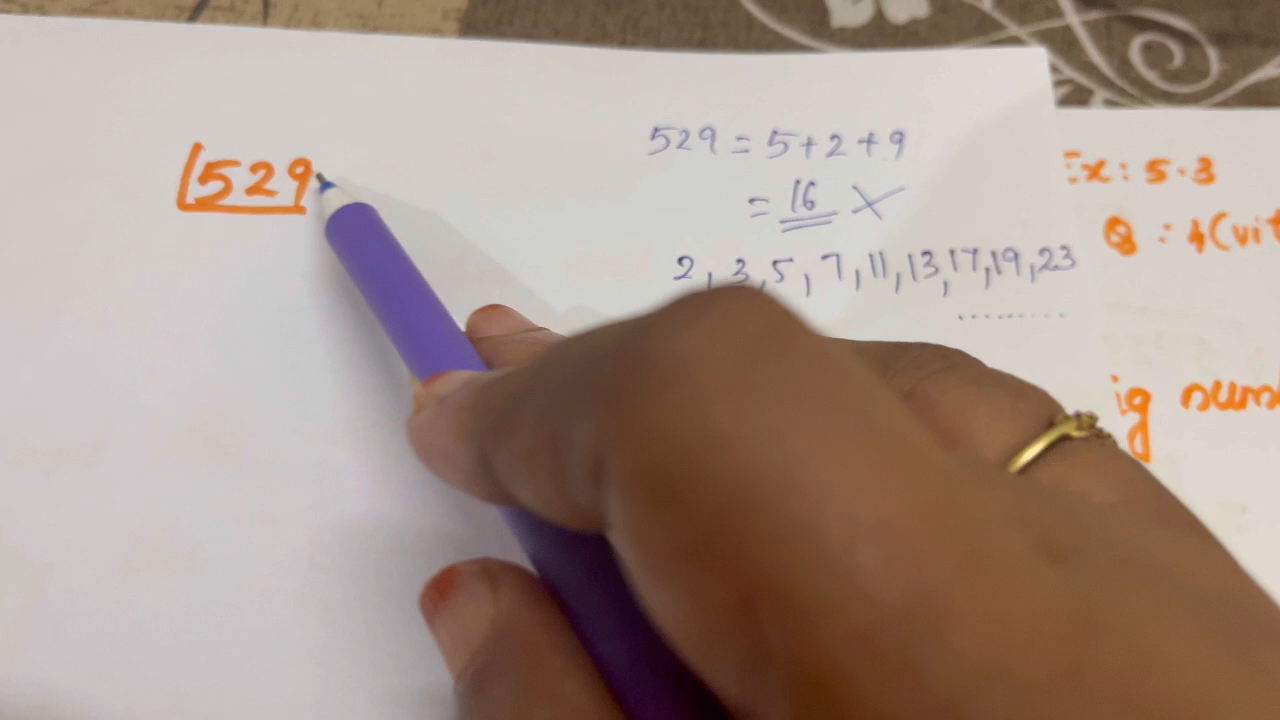 529
529 = 5+2+9
= 16 ×
2, 3, 5, 7, 11, 13, 17, 19, 23
.........
Ex: 5.3
Q:
ig